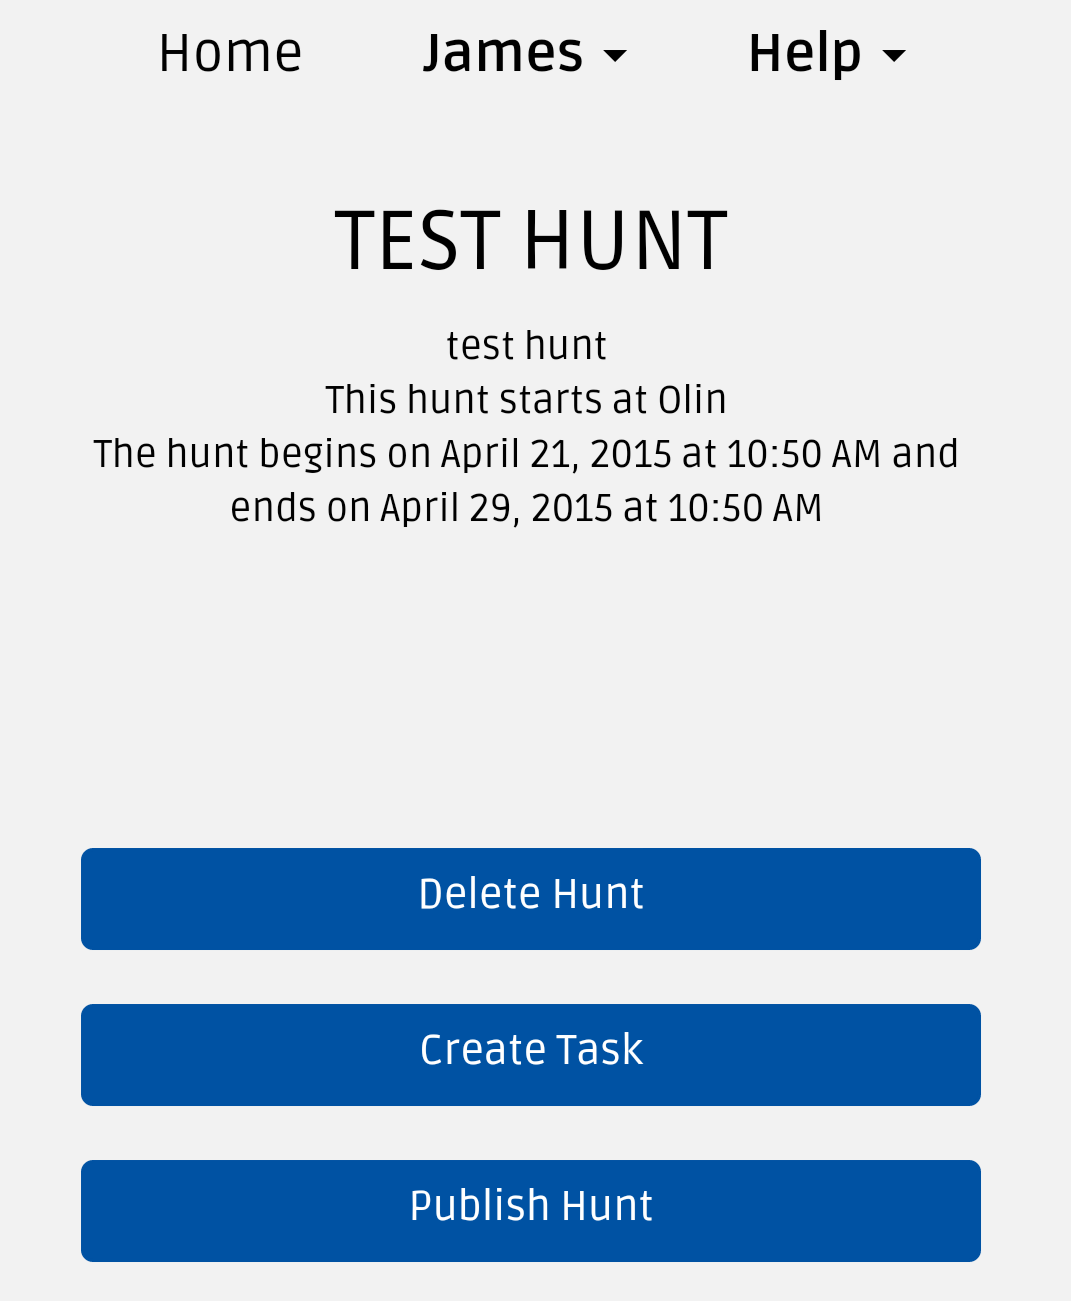 Home James Help
TEST HUNT
test hunt
This hunt starts at Olin
The hunt begins on April 21, 2015 at 10:50 AM and
ends on April 29, 2015 at 10:50 AM
Delete Hunt
Create Task
Publish Hunt